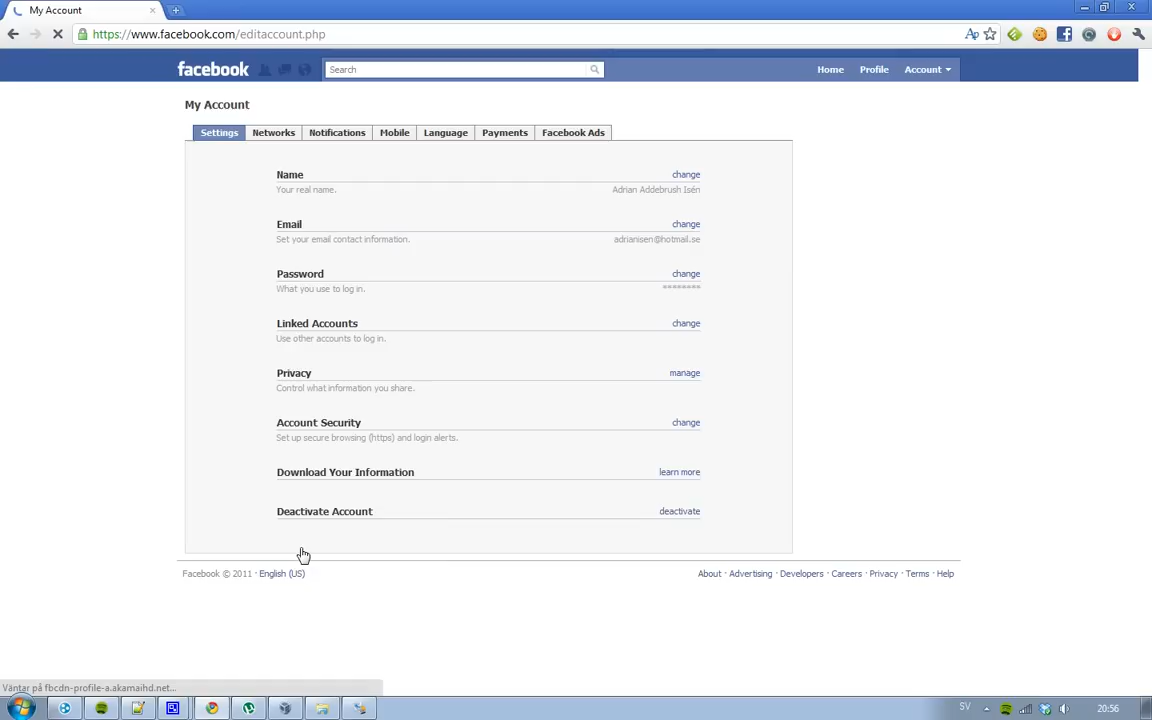 My Account
https://www.facebook.com/editaccount.php
facebook Search Home Profile Account
My Account
Settings Networks Notifications Mobile Language Payments Facebook Ads
Name change
Your real name. Adrian Addebrush Isén
Email change
Set your email contact information. adrianisen@hotmail.se
Password change
What you use to log in. ********
Linked Accounts change
Use other accounts to log in.
Privacy manage
Control what information you share.
Account Security change
Set up secure browsing (https) and login alerts.
Download Your Information learn more
Deactivate Account deactivate
Facebook © 2011 · English (US) About · Advertising · Developers · Careers · Privacy · Terms · Help
Väntar på fbcdn-profile-a.akamaihd.net...
SV 20:56